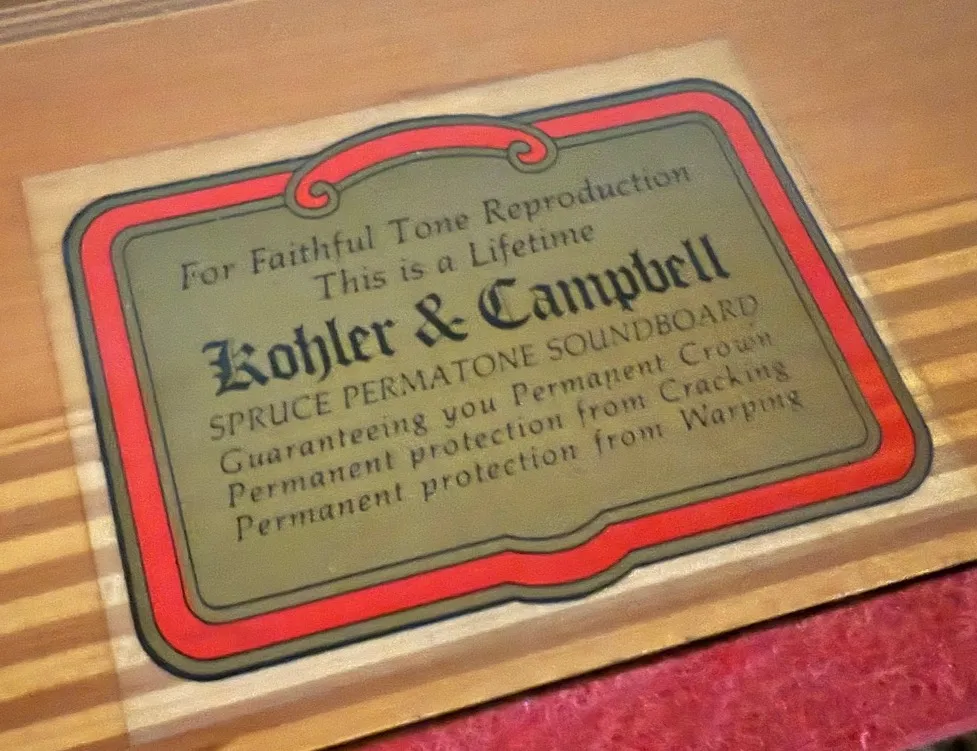 For Faithful Tone Reproduction
This is a Lifetime
Kohler & Campbell
SPRUCE PERMATONE SOUNDBOARD
Guaranteeing you Permanent Crown
Permanent protection from Cracking
Permanent protection from Warping